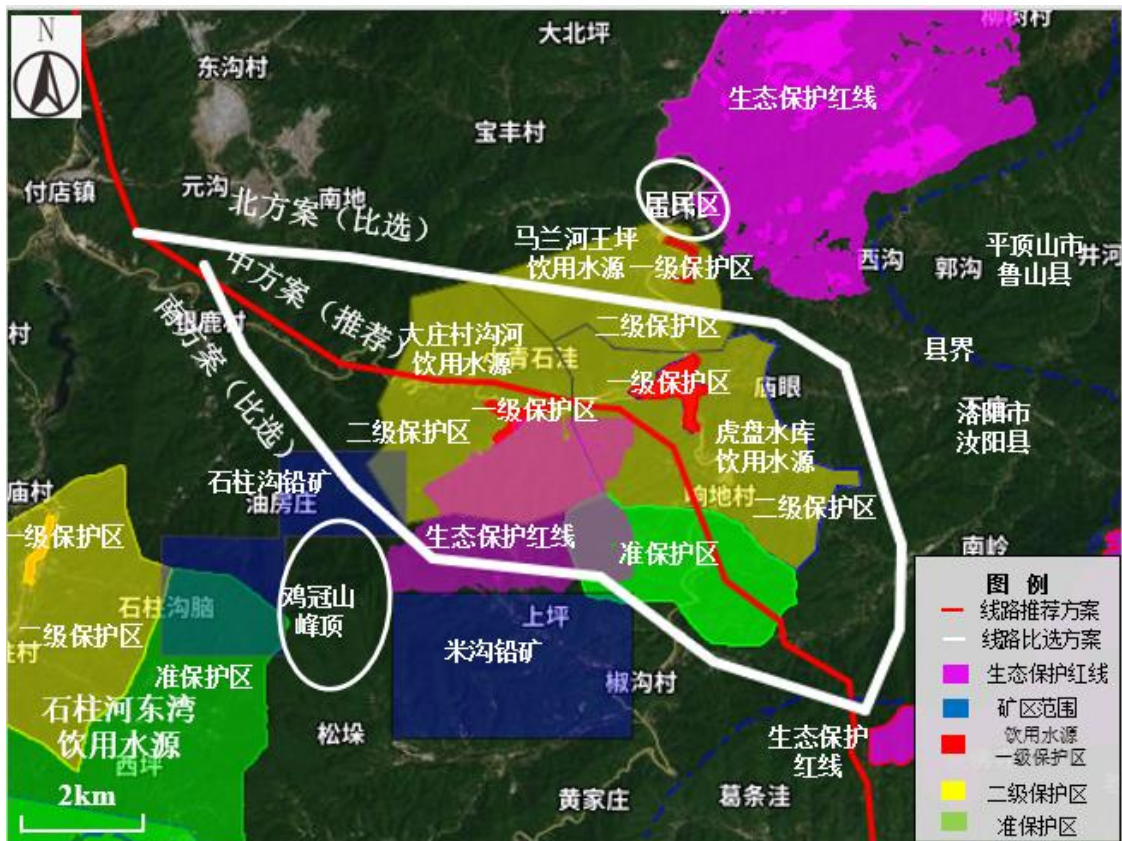 N
大北坪
东沟村
生态保护红线
宝丰村
付店镇
元沟
南地
居民区
北方案（比选）
马兰河王坪
饮用水源
一级保护区
西沟
郭沟
平顶山市
鲁山县
井河
中方案（推荐）
南方案（比选）
银鹿村
村
大庄村沟河
饮用水源
青石洼
二级保护区
县界
一级保护区
庙眼
一级保护区
二级保护区
洛阳市
汝阳县
虎盘水库
饮用水源
石柱沟铅矿
油房庄
响地村
二级保护区
庙村
一级保护区
生态保护红线
准保护区
南岭
鸡冠山
峰顶
石柱沟脑
上坪
二级保护区
米沟铅矿
准保护区
椒沟村
石柱河东湾
饮用水源
松垛
西坪
生态保护
红线
2km
黄家庄
葛条洼
图 例
线路推荐方案
线路比选方案
生态保护红线
矿区范围
饮用水源
一级保护区
二级保护区
准保护区